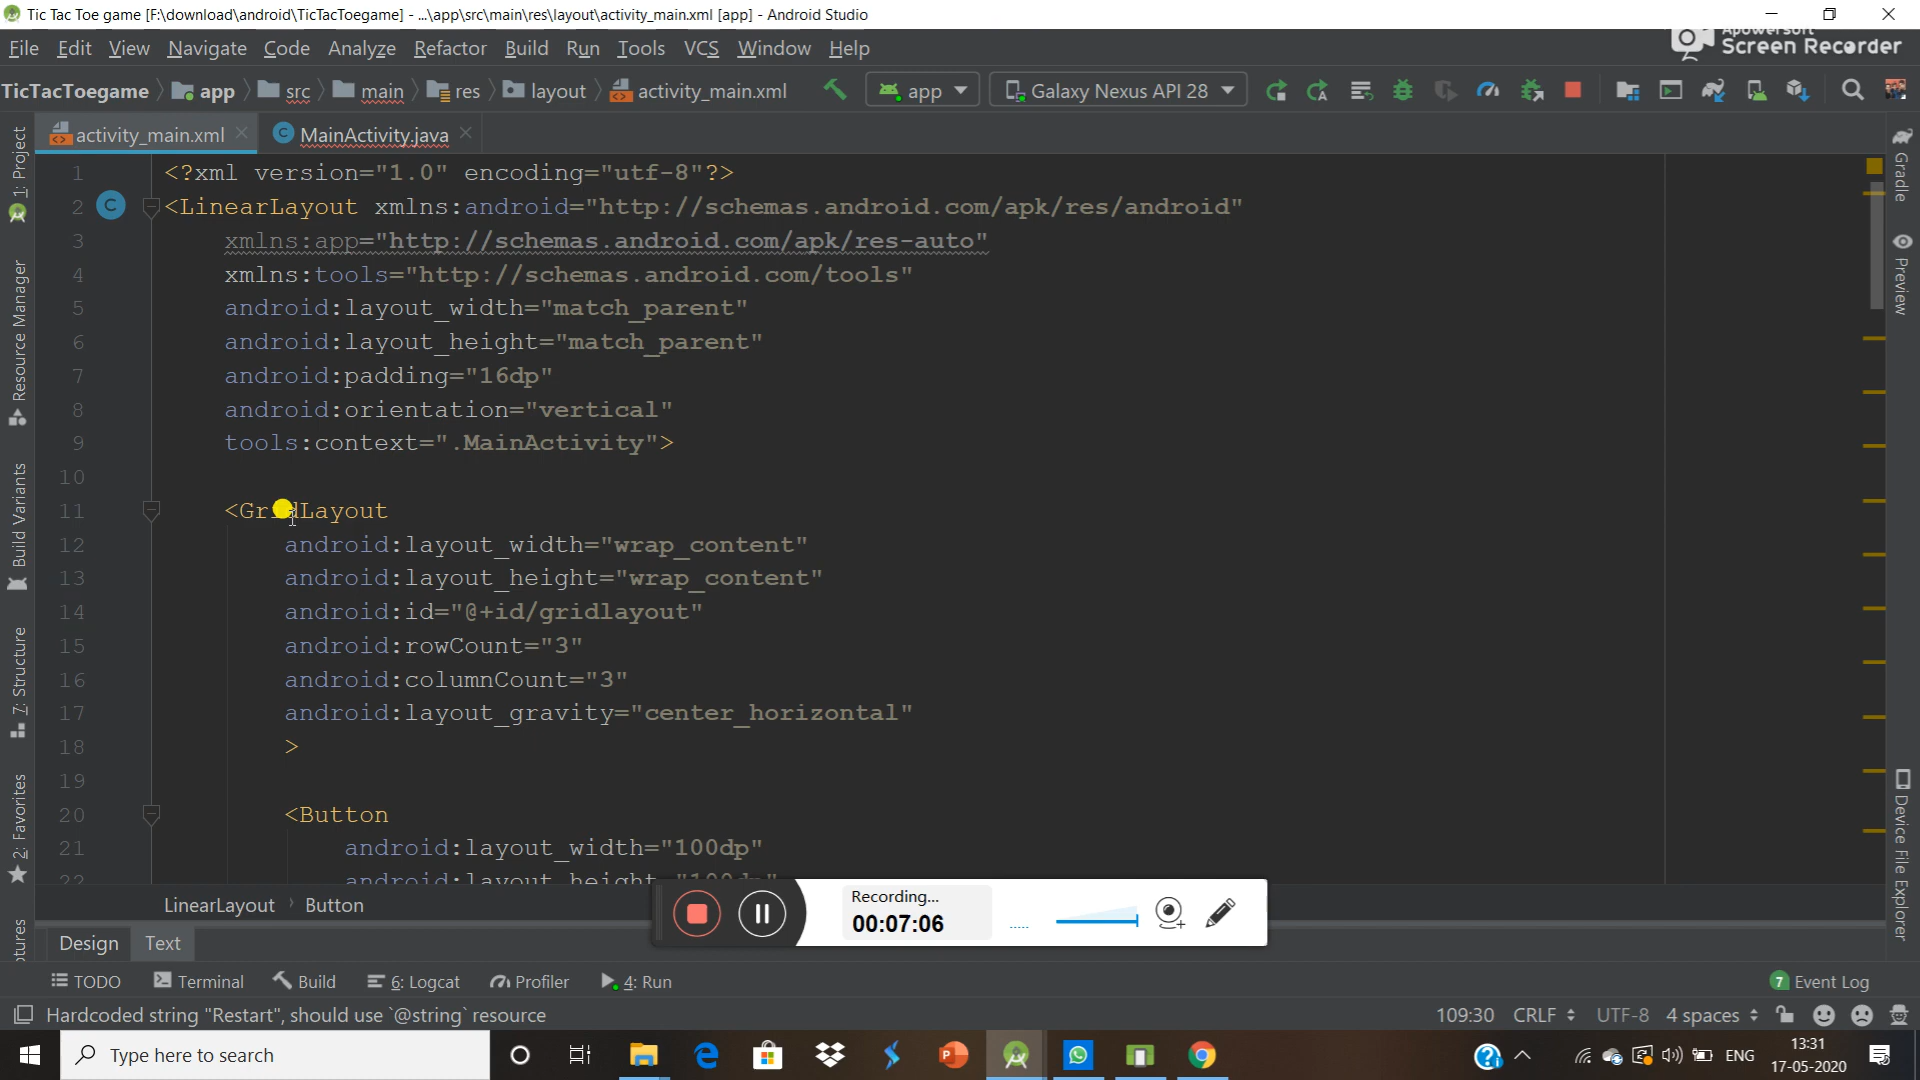 Tic Tac Toe game [F:\download\android\TicTacToegame] - ...\app\src\main\res\layout\activity_main.xml [app] - Android Studio
File Edit View Navigate Code Analyze Refactor Build Run Tools VCS Window Help
Apowersoft
Screen Recorder
TicTacToegame app src main res layout activity_main.xml app Galaxy Nexus API 28
activity_main.xml MainActivity.java
1 <?xml version="1.0" encoding="utf-8"?>
2 <LinearLayout xmlns:android="http://schemas.android.com/apk/res/android"
3 xmlns:app="http://schemas.android.com/apk/res-auto"
4 xmlns:tools="http://schemas.android.com/tools"
5 android:layout_width="match_parent"
6 android:layout_height="match_parent"
7 android:padding="16dp"
8 android:orientation="vertical"
9 tools:context=".MainActivity">
10
11 <GridLayout
12 android:layout_width="wrap_content"
13 android:layout_height="wrap_content"
14 android:id="@+id/gridlayout"
15 android:rowCount="3"
16 android:columnCount="3"
17 android:layout_gravity="center_horizontal"
18 >
19
20 <Button
21 android:layout_width="100dp"
22 android:layout_height="100dp"
1: Project
Resource Manager
Build Variants
7: Structure
2: Favorites
Gradle
Preview
Device File Explorer
LinearLayout Button
Recording...
00:07:06
Design Text
TODO Terminal Build 6: Logcat Profiler 4: Run
7 Event Log
Hardcoded string "Restart", should use `@string` resource
109:30 CRLF UTF-8 4 spaces
Type here to search
ENG
13:31
17-05-2020